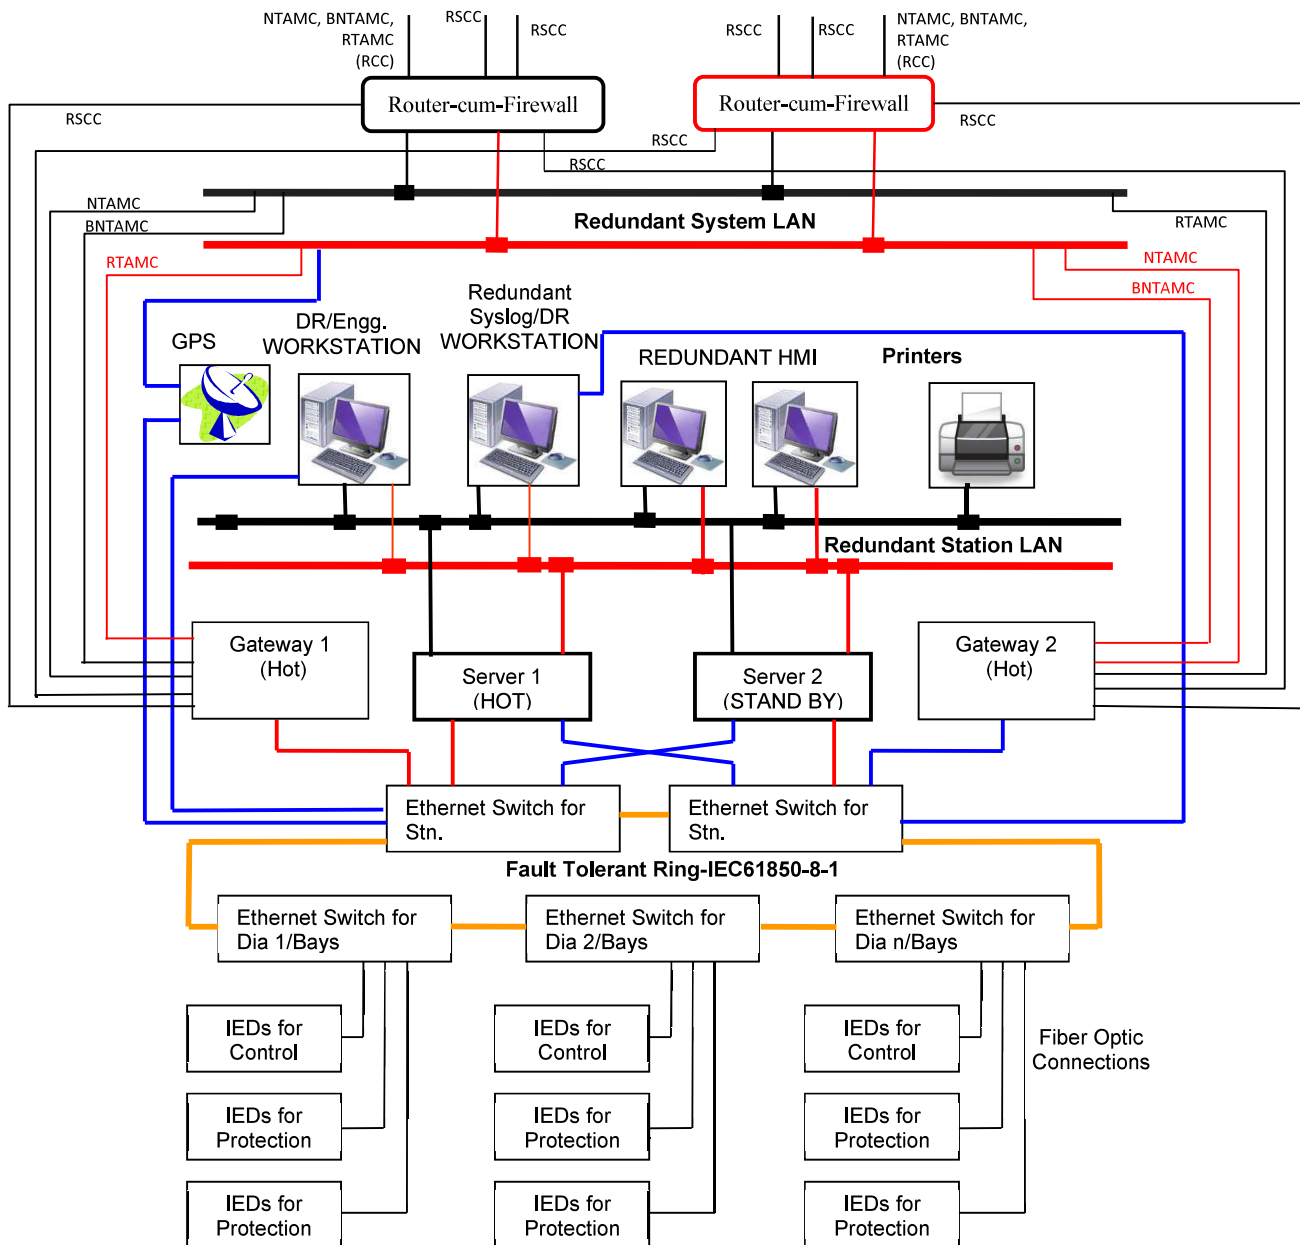 NTAMC, BNTAMC,
RTAMC
(RCC)
RSCC
RSCC
RSCC
RSCC
NTAMC, BNTAMC,
RTAMC
(RCC)
Router-cum-Firewall
Router-cum-Firewall
RSCC
RSCC
RSCC
RSCC
NTAMC
BNTAMC
RTAMC
Redundant System LAN
RTAMC
NTAMC
BNTAMC
GPS
DR/Engg.
WORKSTATION
Redundant
Syslog/DR
WORKSTATION
REDUNDANT HMI
Printers
Redundant Station LAN
Gateway 1
(Hot)
Server 1
(HOT)
Server 2
(STAND BY)
Gateway 2
(Hot)
Ethernet Switch for
Stn.
Ethernet Switch for
Stn.
Fault Tolerant Ring-IEC61850-8-1
Ethernet Switch for
Dia 1/Bays
Ethernet Switch for
Dia 2/Bays
Ethernet Switch for
Dia n/Bays
IEDs for
Control
IEDs for
Control
IEDs for
Control
Fiber Optic
Connections
IEDs for
Protection
IEDs for
Protection
IEDs for
Protection
IEDs for
Protection
IEDs for
Protection
IEDs for
Protection